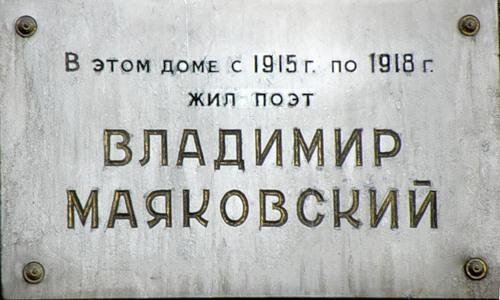 В этом доме с 1915 г. по 1918 г.
жил поэт
ВЛАДИМИР
МАЯКОВСКИЙ